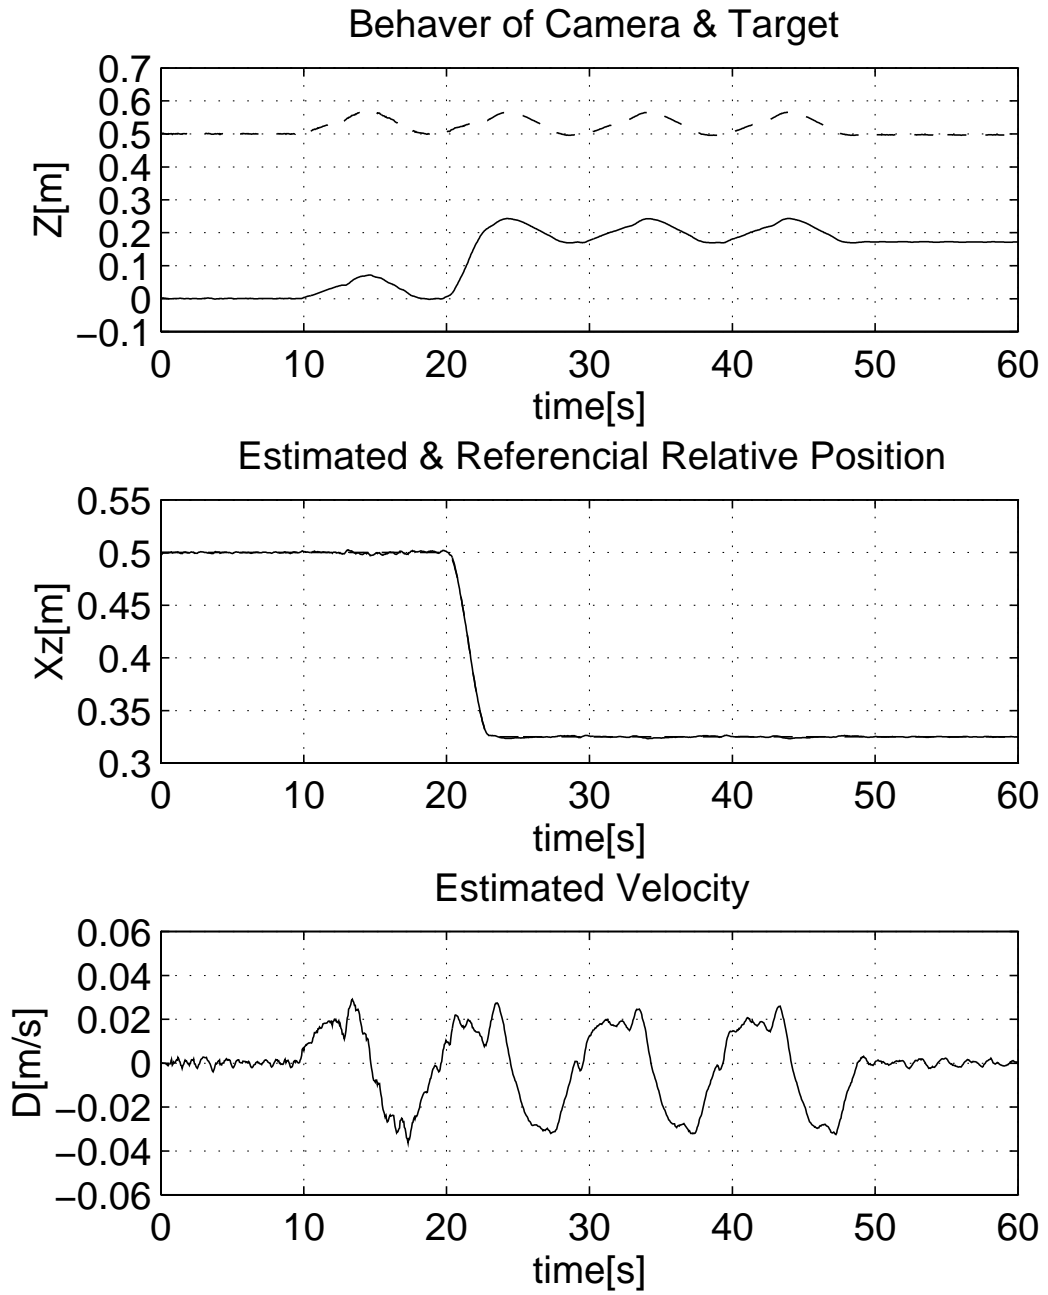 Behaver of Camera & Target
0.7
0.6
0.5
0.4
0.3
0.2
0.1
0
−0.1
Z[m]
0 10 20 30 40 50 60
time[s]
Estimated & Referencial Relative Position
0.55
0.5
0.45
0.4
0.35
0.3
Xz[m]
0 10 20 30 40 50 60
time[s]
Estimated Velocity
0.06
0.04
0.02
0
−0.02
−0.04
−0.06
D[m/s]
0 10 20 30 40 50 60
time[s]